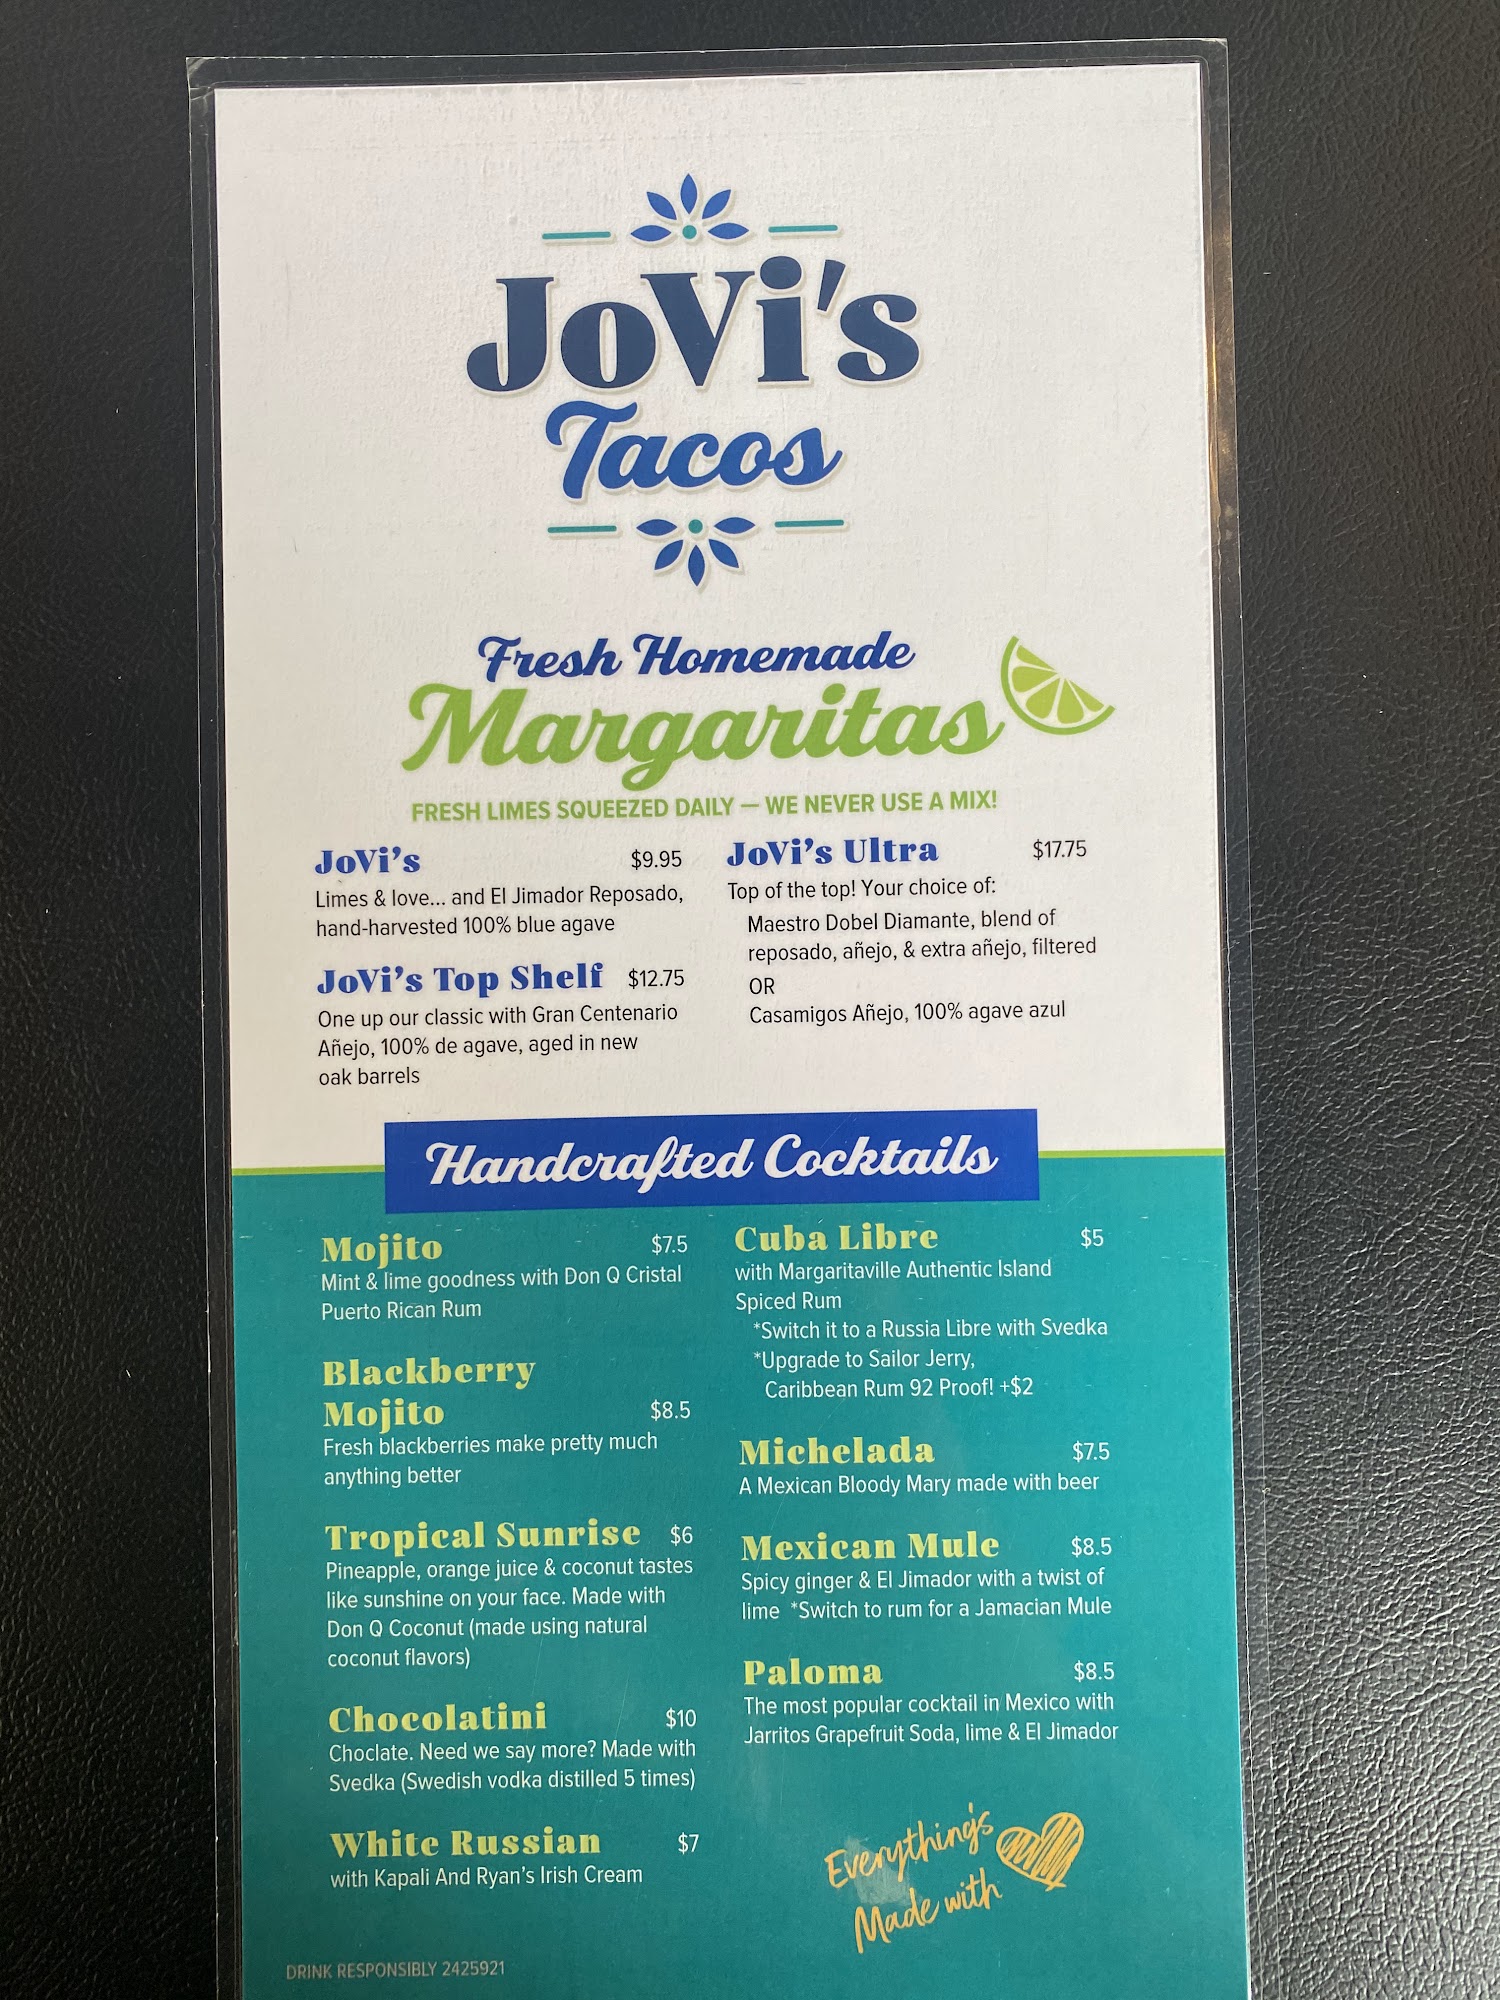 JoVi's
Tacos
Fresh Homemade
Margaritas
FRESH LIMES SQUEEZED DAILY — WE NEVER USE A MIX!
JoVi's $9.95
Limes & love... and El Jimador Reposado,
hand-harvested 100% blue agave
JoVi's Top Shelf $12.75
One up our classic with Gran Centenario
Añejo, 100% de agave, aged in new
oak barrels
JoVi's Ultra $17.75
Top of the top! Your choice of:
Maestro Dobel Diamante, blend of
reposado, añejo, & extra añejo, filtered
OR
Casamigos Añejo, 100% agave azul
Handcrafted Cocktails
Mojito $7.5
Mint & lime goodness with Don Q Cristal
Puerto Rican Rum
Blackberry
Mojito $8.5
Fresh blackberries make pretty much
anything better
Tropical Sunrise $6
Pineapple, orange juice & coconut tastes
like sunshine on your face. Made with
Don Q Coconut (made using natural
coconut flavors)
Chocolatini $10
Choclate. Need we say more? Made with
Svedka (Swedish vodka distilled 5 times)
White Russian $7
with Kapali And Ryan's Irish Cream
Cuba Libre $5
with Margaritaville Authentic Island
Spiced Rum
*Switch it to a Russia Libre with Svedka
*Upgrade to Sailor Jerry,
Caribbean Rum 92 Proof! +$2
Michelada $7.5
A Mexican Bloody Mary made with beer
Mexican Mule $8.5
Spicy ginger & El Jimador with a twist of
lime *Switch to rum for a Jamacian Mule
Paloma $8.5
The most popular cocktail in Mexico with
Jarritos Grapefruit Soda, lime & El Jimador
Everything's
Made with
DRINK RESPONSIBLY 2425921